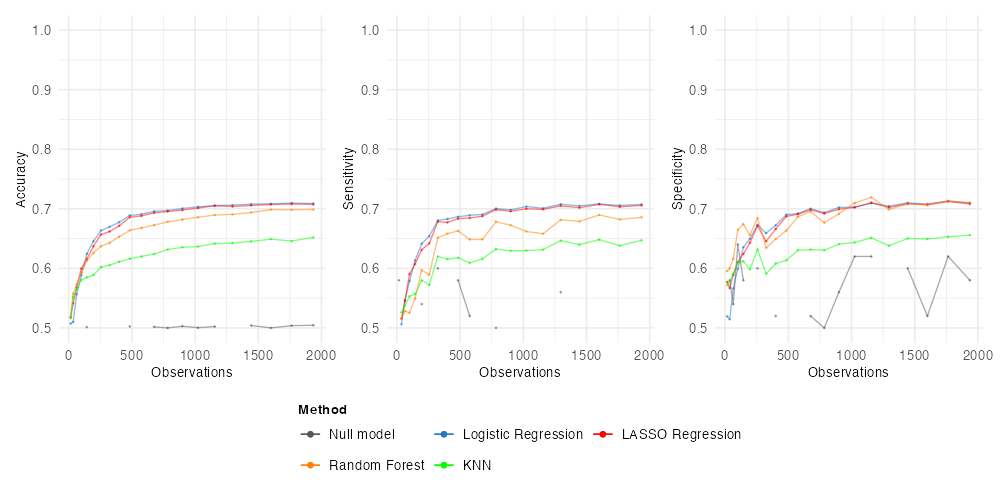 Accuracy
1.0
0.9
0.8
0.7
0.6
0.5
0 500 1000 1500 2000
Observations
Sensitivity
1.0
0.9
0.8
0.7
0.6
0.5
0 500 1000 1500 2000
Observations
Specificity
1.0
0.9
0.8
0.7
0.6
0.5
0 500 1000 1500 2000
Observations
Method
Null model Logistic Regression LASSO Regression
Random Forest KNN